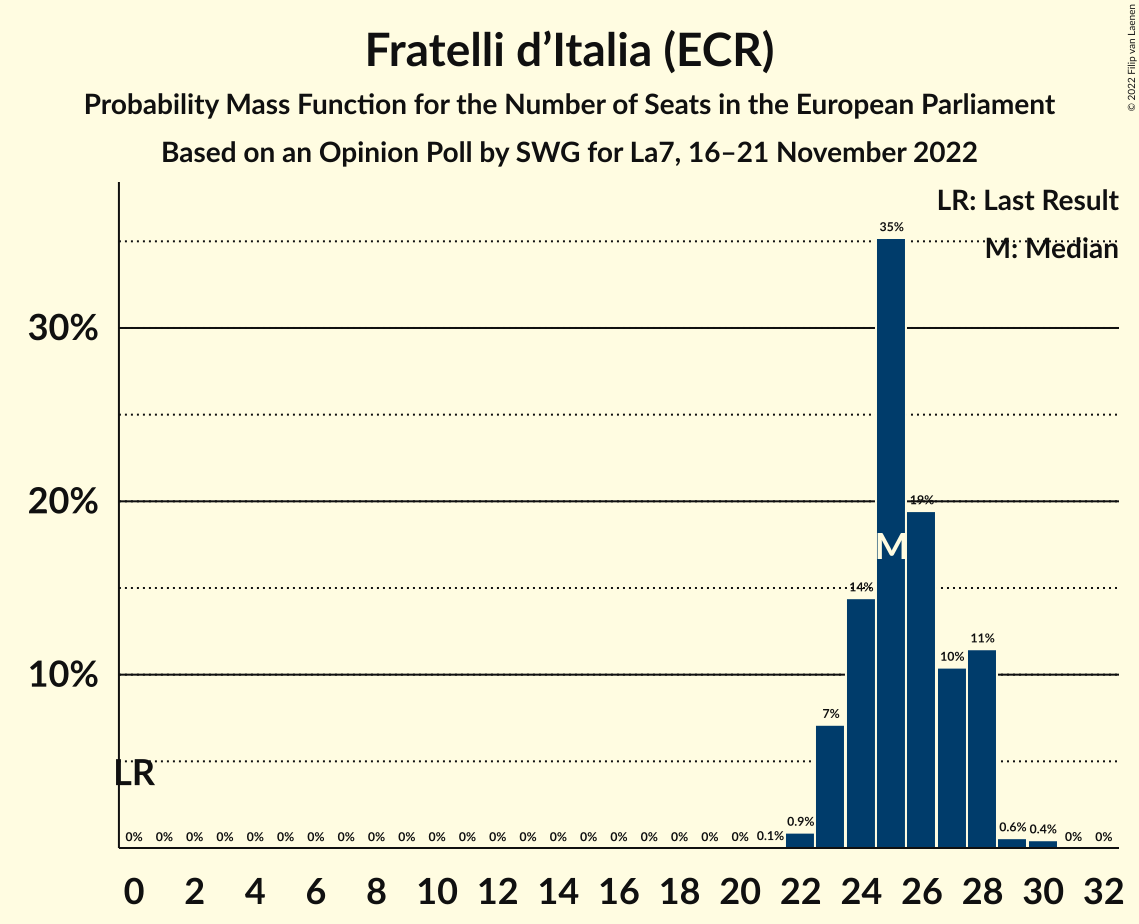 Fratelli d’Italia (ECR)
Probability Mass Function for the Number of Seats in the European Parliament
Based on an Opinion Poll by SWG for La7, 16–21 November 2022
© 2022 Filip van Laenen
LR: Last Result
M: Median
35%
30%
20%
19%
M
14%
11%
10%
10%
7%
LR
0% 0% 0% 0% 0% 0% 0% 0% 0% 0% 0% 0% 0% 0% 0% 0% 0% 0% 0% 0% 0% 0.1% 0.9% 0.6% 0.4% 0% 0%
0 2 4 6 8 10 12 14 16 18 20 22 24 26 28 30 32